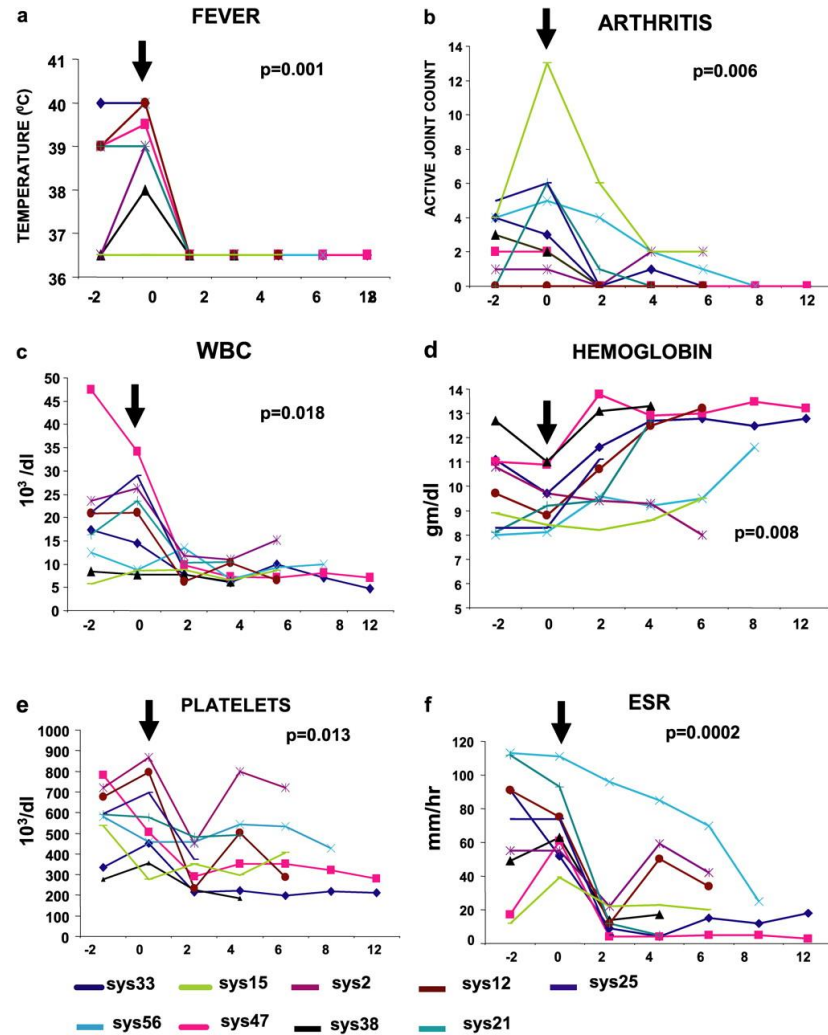 a
FEVER
p=0.001
TEMPERATURE (⁰C)
41
40
39
38
37
36
-2 0 2 4 6 8 12
b
ARTHRITIS
p=0.006
ACTIVE JOINT COUNT
14
12
10
8
6
4
2
0
-2 0 2 4 6 8 12
c
WBC
p=0.018
10³ /dl
50
45
40
35
30
25
20
15
10
5
0
-2 0 2 4 6 8 12
d
HEMOGLOBIN
p=0.008
gm/dl
14
13
12
11
10
9
8
7
6
5
-2 0 2 4 6 8 12
e
PLATELETS
p=0.013
10³/dl
1000
900
800
700
600
500
400
300
200
100
0
-2 0 2 4 6 8 12
f
ESR
p=0.0002
mm/hr
120
100
80
60
40
20
0
-2 0 2 4 6 8 12
sys33 sys15 sys2 sys12 sys25
sys56 sys47 sys38 sys21